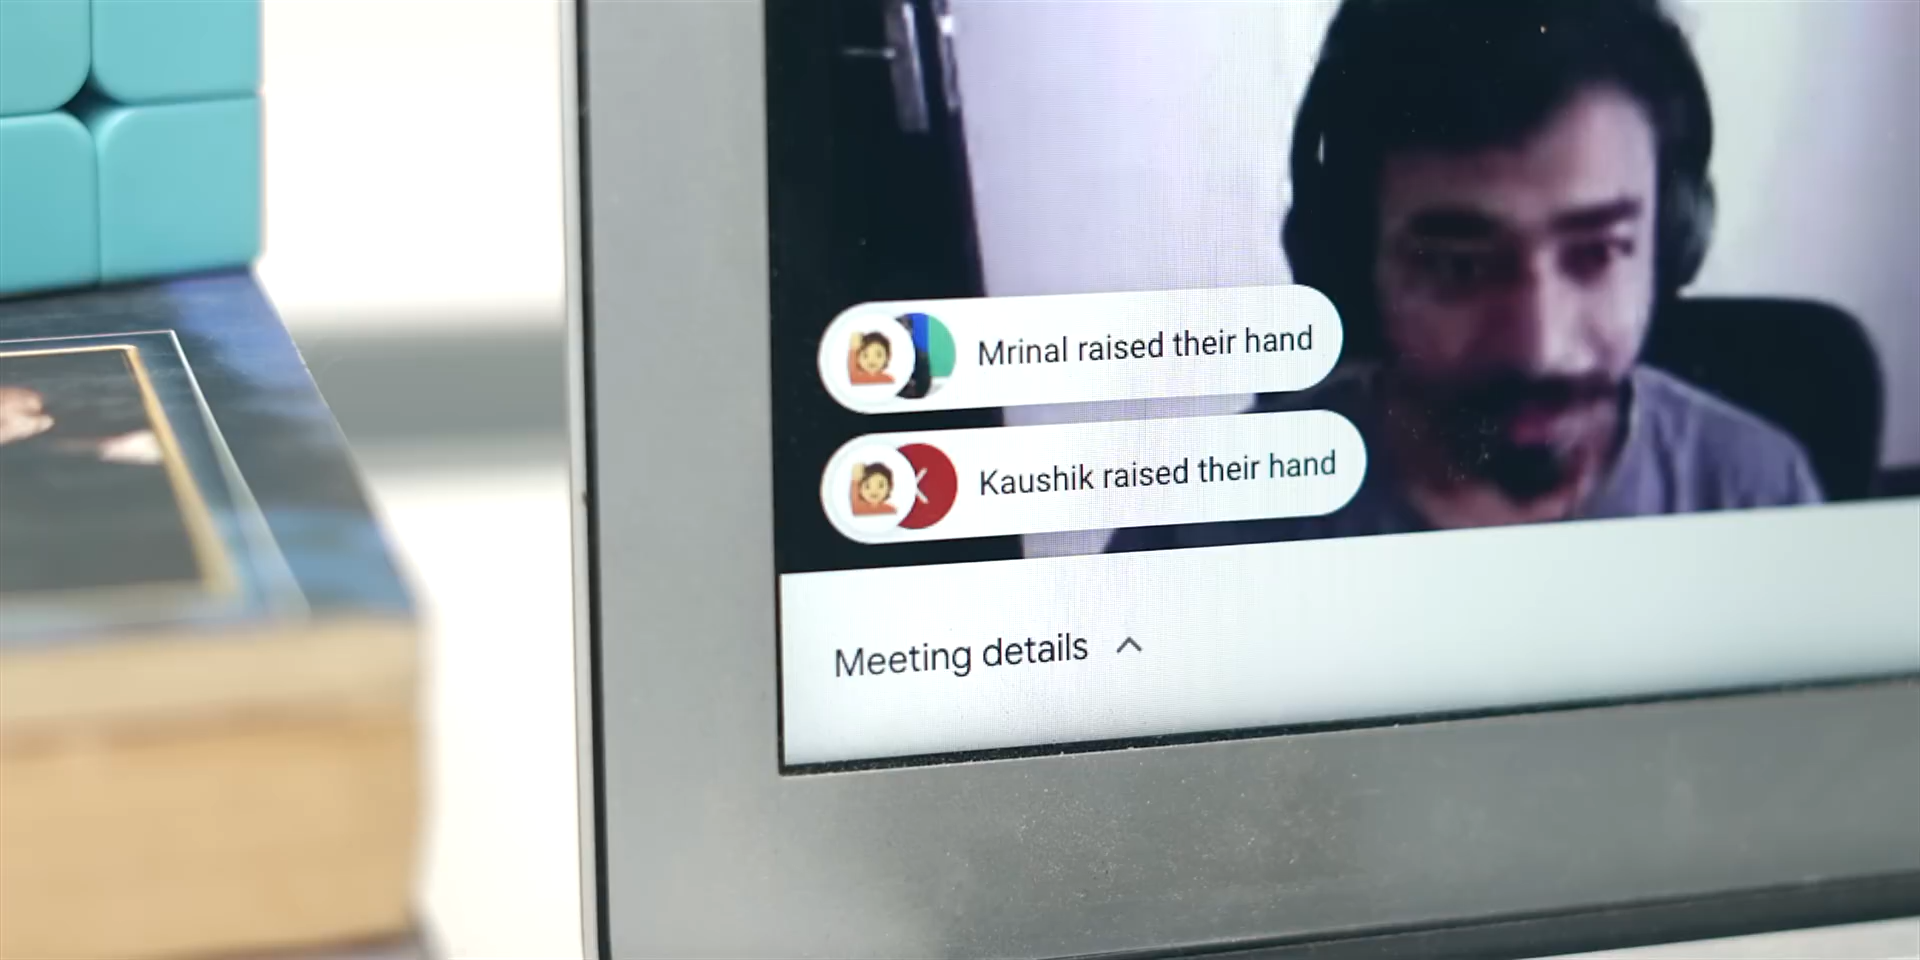 Mrinal raised their hand
K
Kaushik raised their hand
Meeting details